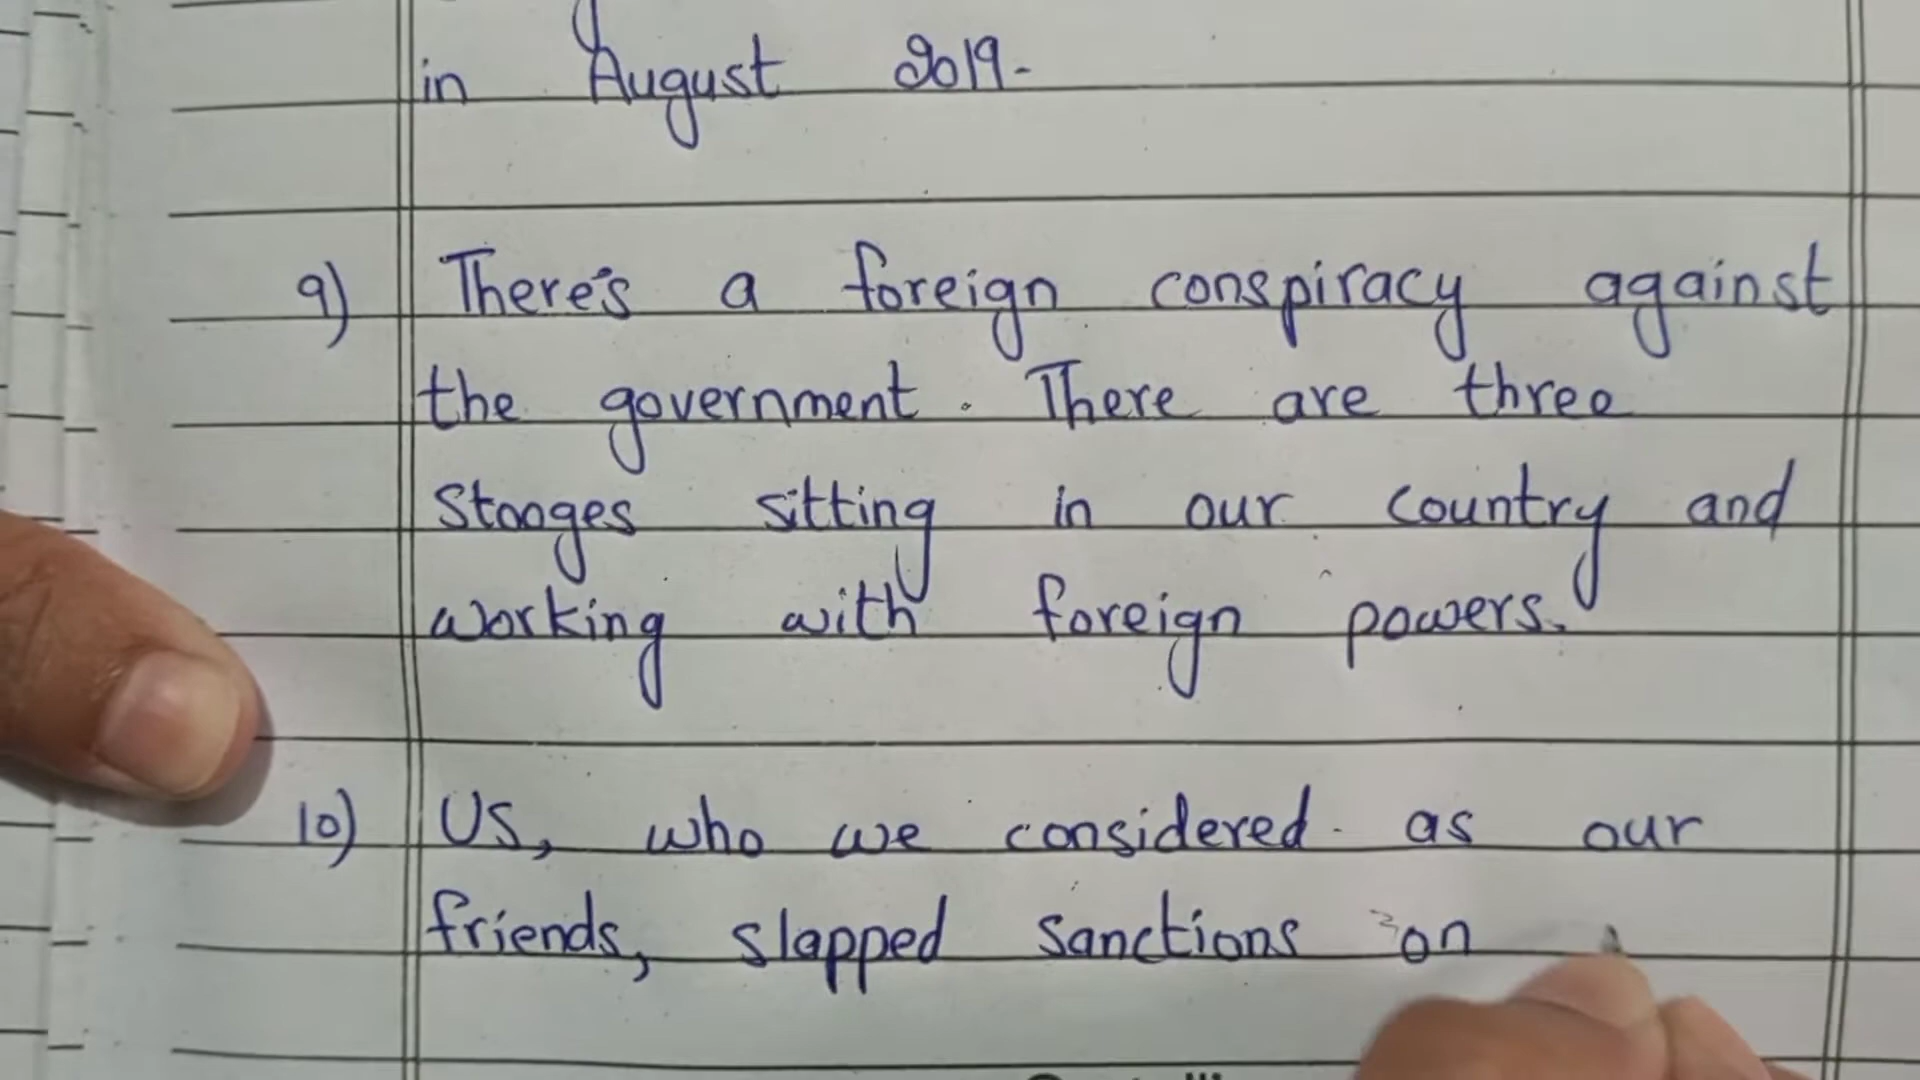 in August 2019.
9) There's a foreign conspiracy against
the government. There are three
Stooges sitting in our country and
working with foreign powers.
10) US, who we considered as our
friends, slapped sanctions on